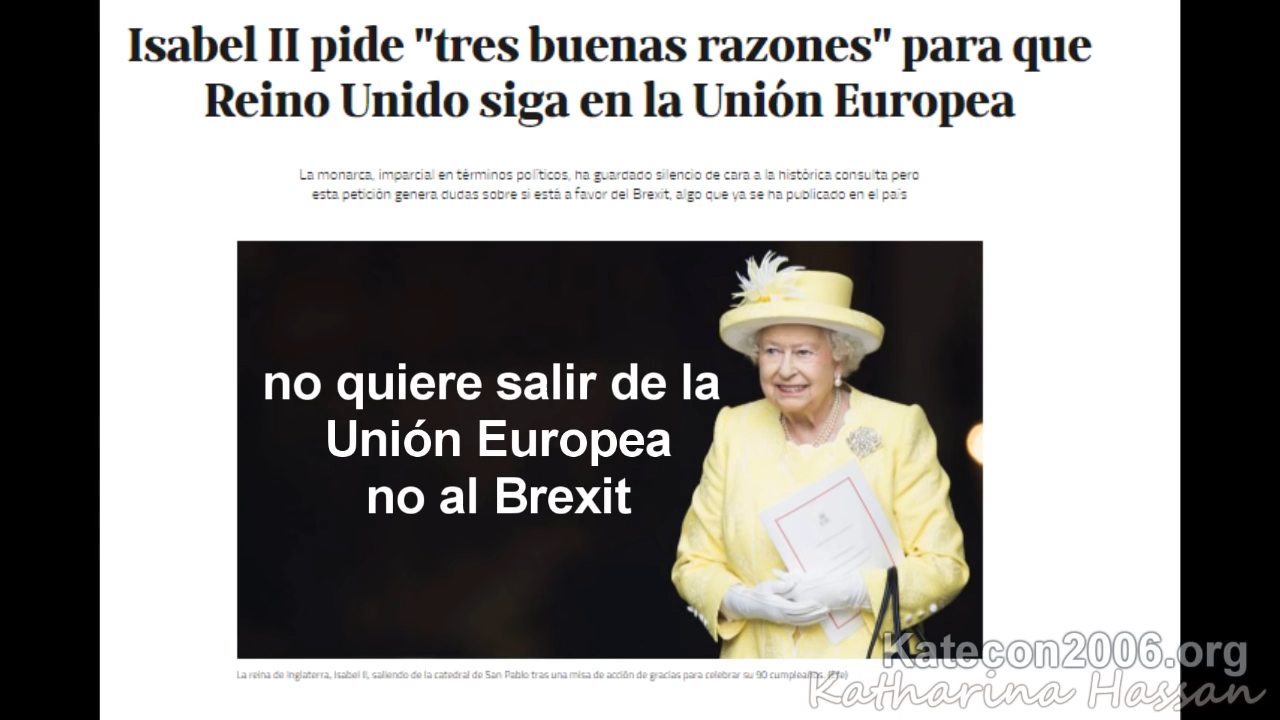 Isabel II pide "tres buenas razones" para que
Reino Unido siga en la Unión Europea
La monarca, imparcial en términos políticos, ha guardado silencio de cara a la histórica consulta pero
esta petición genera dudas sobre si está a favor del Brexit, algo que ya se ha publicado en el país
no quiere salir de la
Unión Europea
no al Brexit
Katecon2006.org
La reina de Inglaterra, Isabel II, saliendo de la catedral de San Pablo tras una misa de acción de gracias para celebrar su 90 cumpleaños. (Efe)
Katharina Hassan